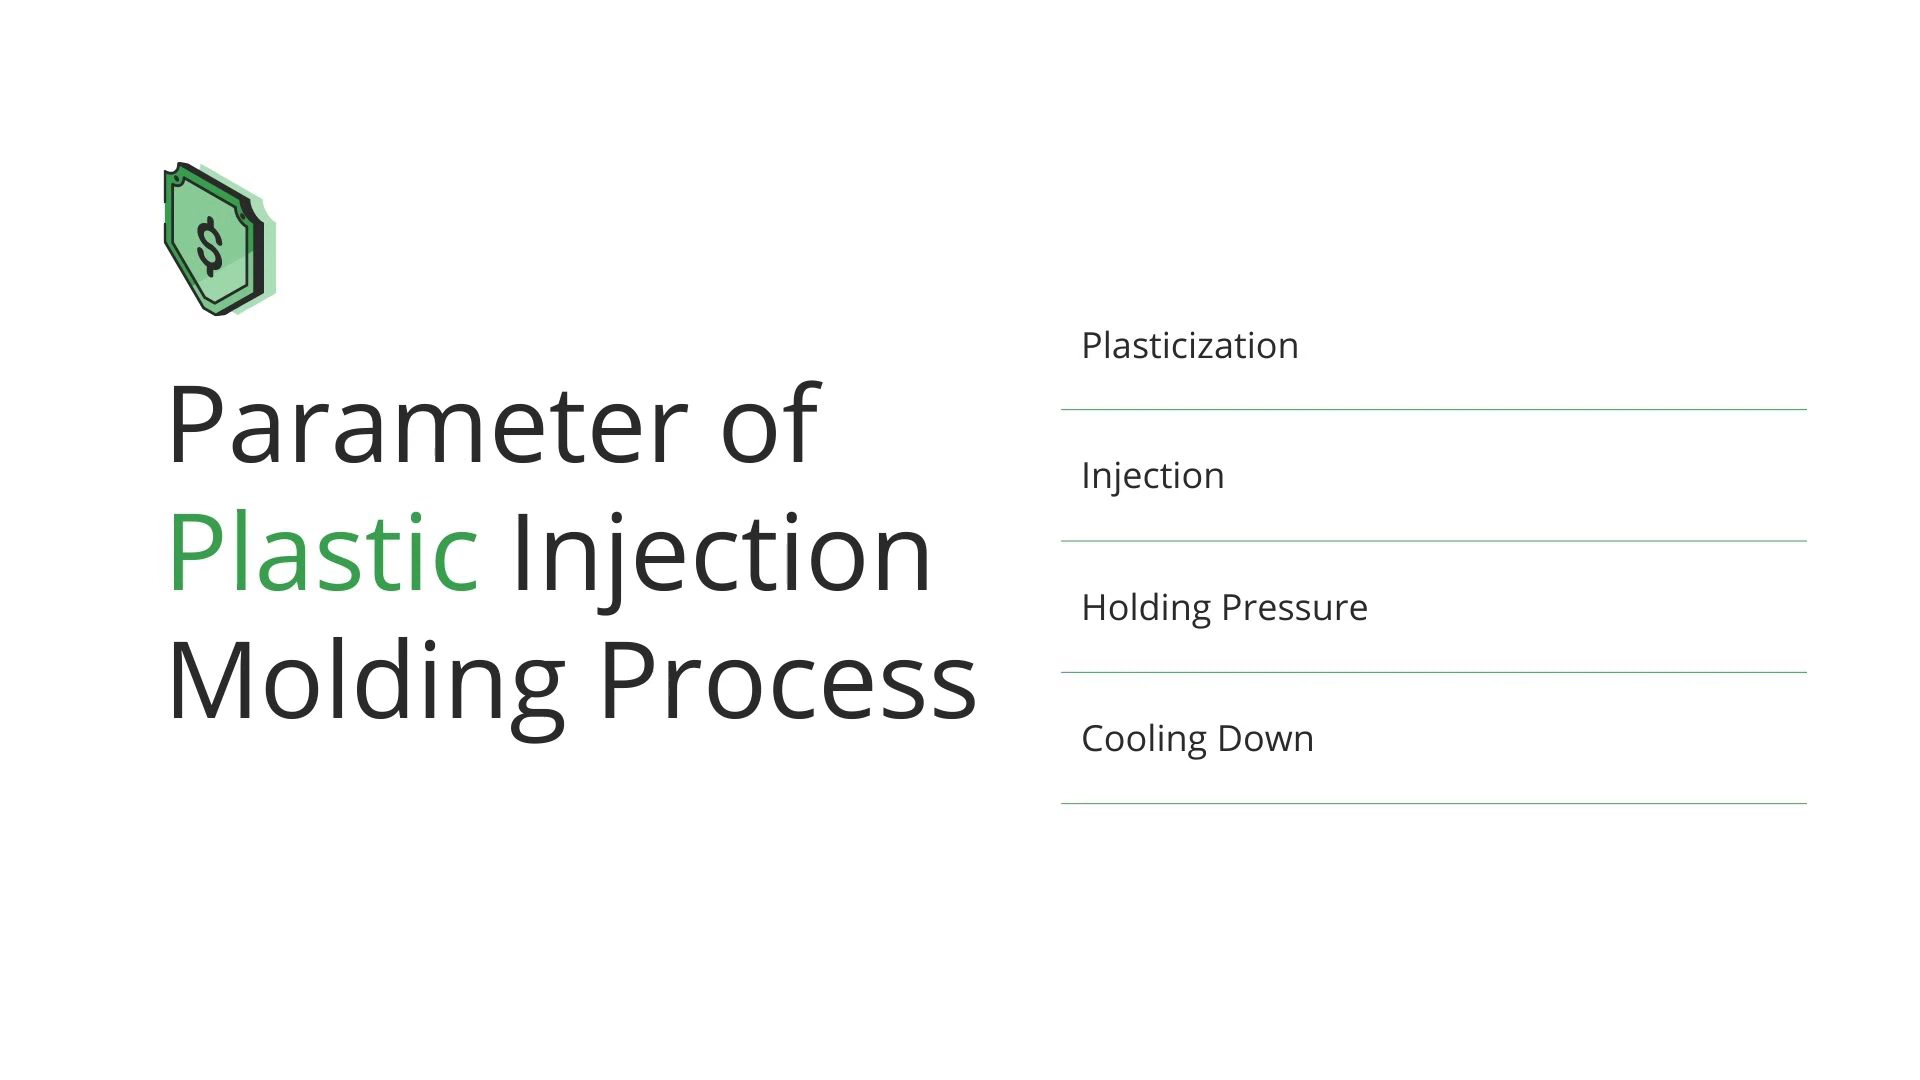 $
Parameter of
Plastic Injection
Molding Process
Plasticization
Injection
Holding Pressure
Cooling Down